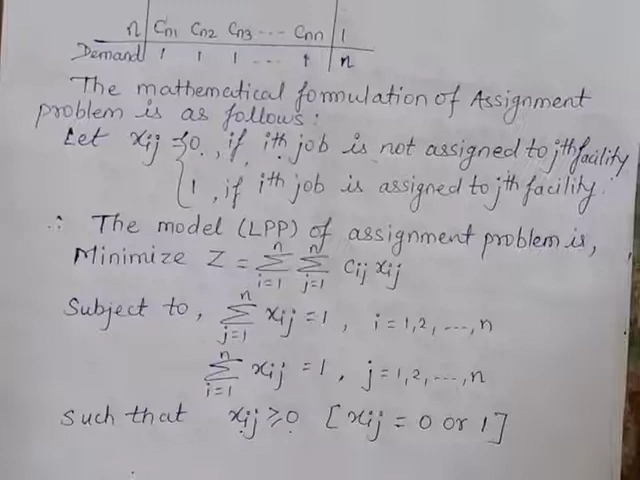 n | Cn1 Cn2 Cn3 ... Cnn | 1
Demand | 1 1 1 ... 1 | n
The mathematical formulation of Assignment
problem is as follows:
Let xij = { 0, if ith job is not assigned to jth facility
1, if ith job is assigned to jth facility.
∴ The model (LPP) of assignment problem is,
Minimize Z = ∑_{i=1}^{n} ∑_{j=1}^{n} Cij xij
Subject to, ∑_{j=1}^{n} xij = 1, i = 1,2,...,n
∑_{i=1}^{n} xij = 1, j = 1,2,...,n
such that xij ≥ 0 [xij = 0 or 1]